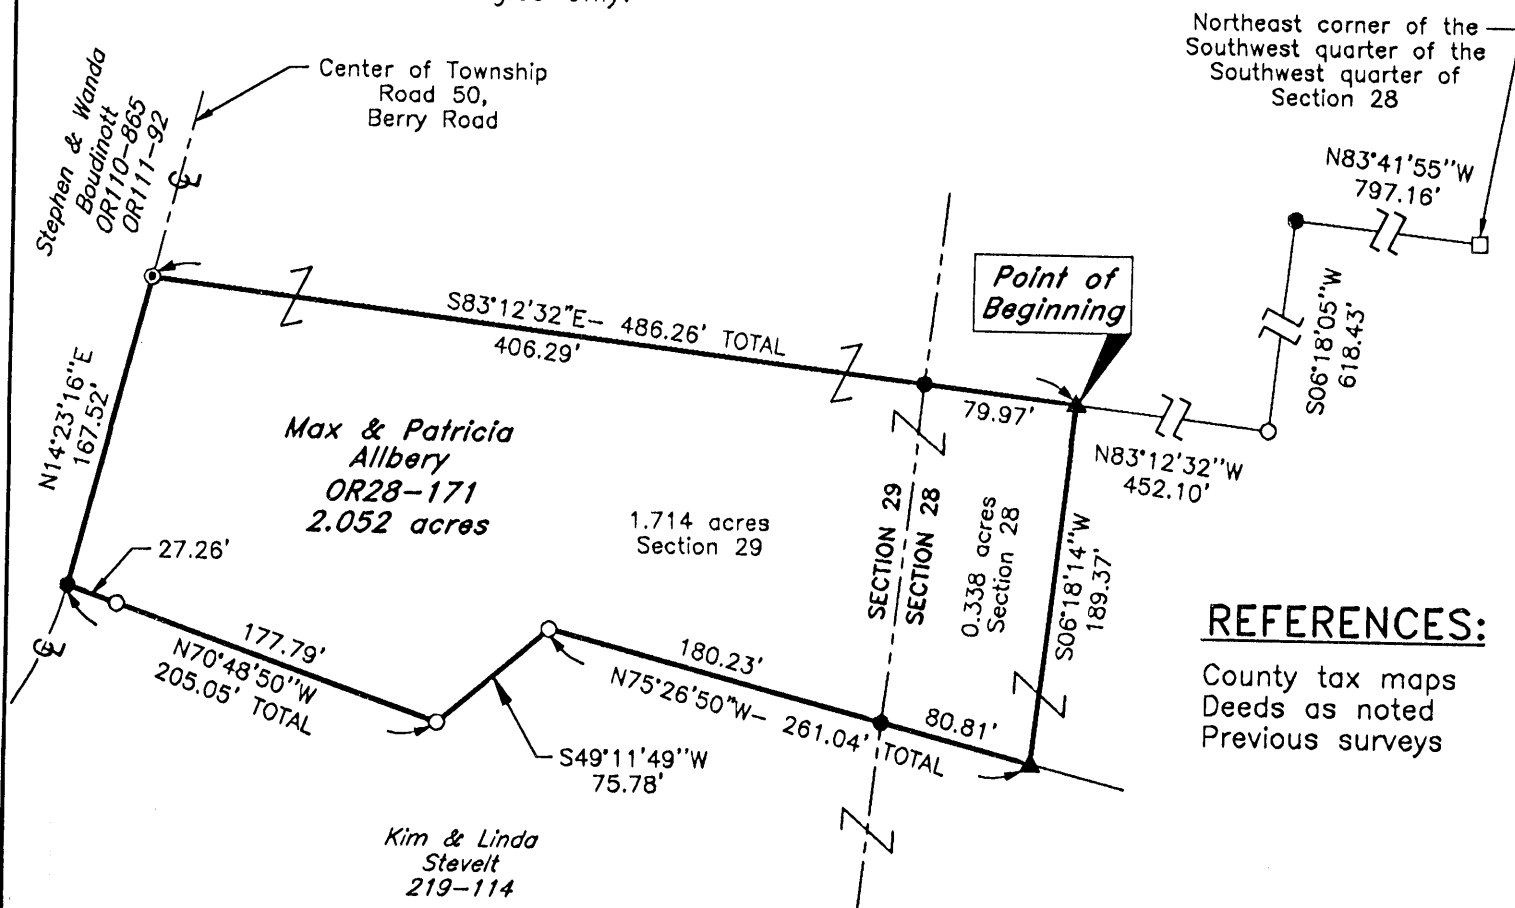 Northeast corner of the
Southwest quarter of the
Southwest quarter of
Section 28
Center of Township
Road 50,
Berry Road
Stephen & Wanda
Boudinott
OR110-865
OR111-92
N83°41'55"W
797.16'
S06°18'05"W
618.43'
Point of
Beginning
S83°12'32"E- 486.26' TOTAL
406.29'
79.97'
N83°12'32"W
452.10'
N14°23'16"E
167.52'
Max & Patricia
Allbery
OR28-171
2.052 acres
1.714 acres
Section 29
SECTION 29
SECTION 28
0.338 acres
Section 28
S06°18'14"W
189.37'
27.26'
177.79'
N70°48'50"W
205.05' TOTAL
180.23'
N75°26'50"W- 261.04' TOTAL
80.81'
S49°11'49"W
75.78'
Kim & Linda
Stevelt
219-114
REFERENCES:
County tax maps
Deeds as noted
Previous surveys